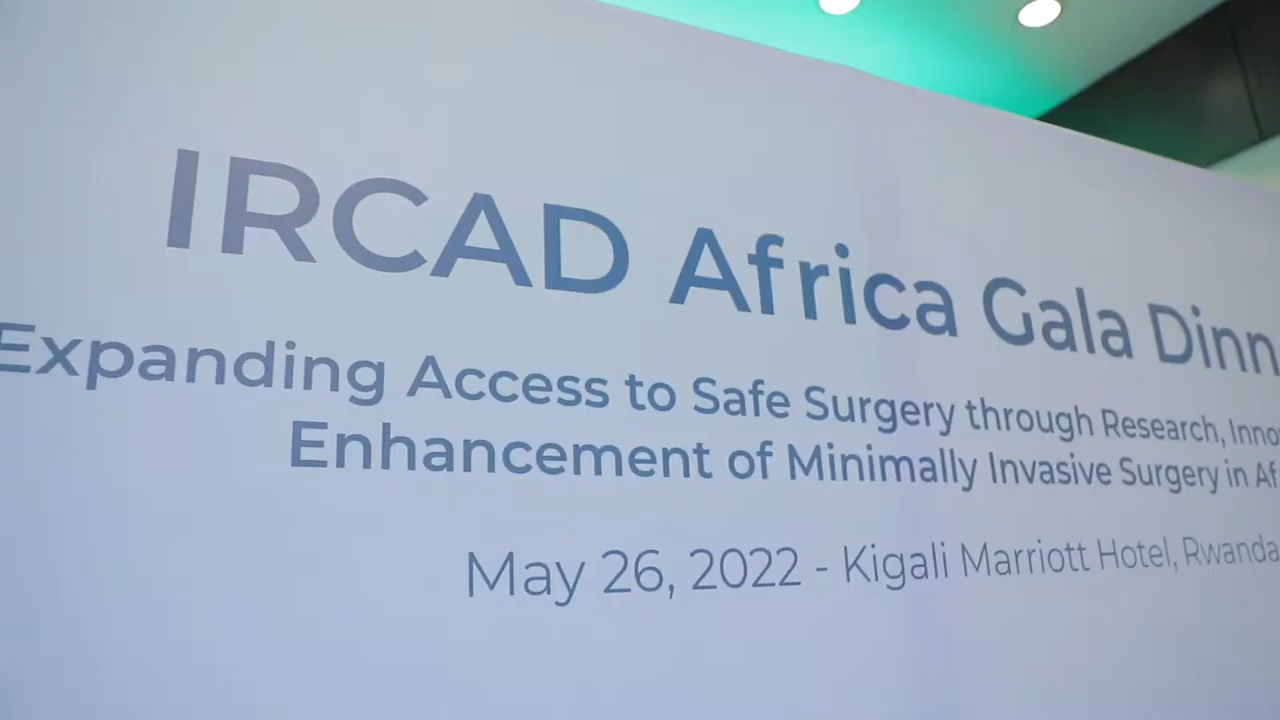 IRCAD Africa Gala Dinn
Expanding Access to Safe Surgery through Research, Inno
Enhancement of Minimally Invasive Surgery in Af
May 26, 2022 - Kigali Marriott Hotel, Rwanda